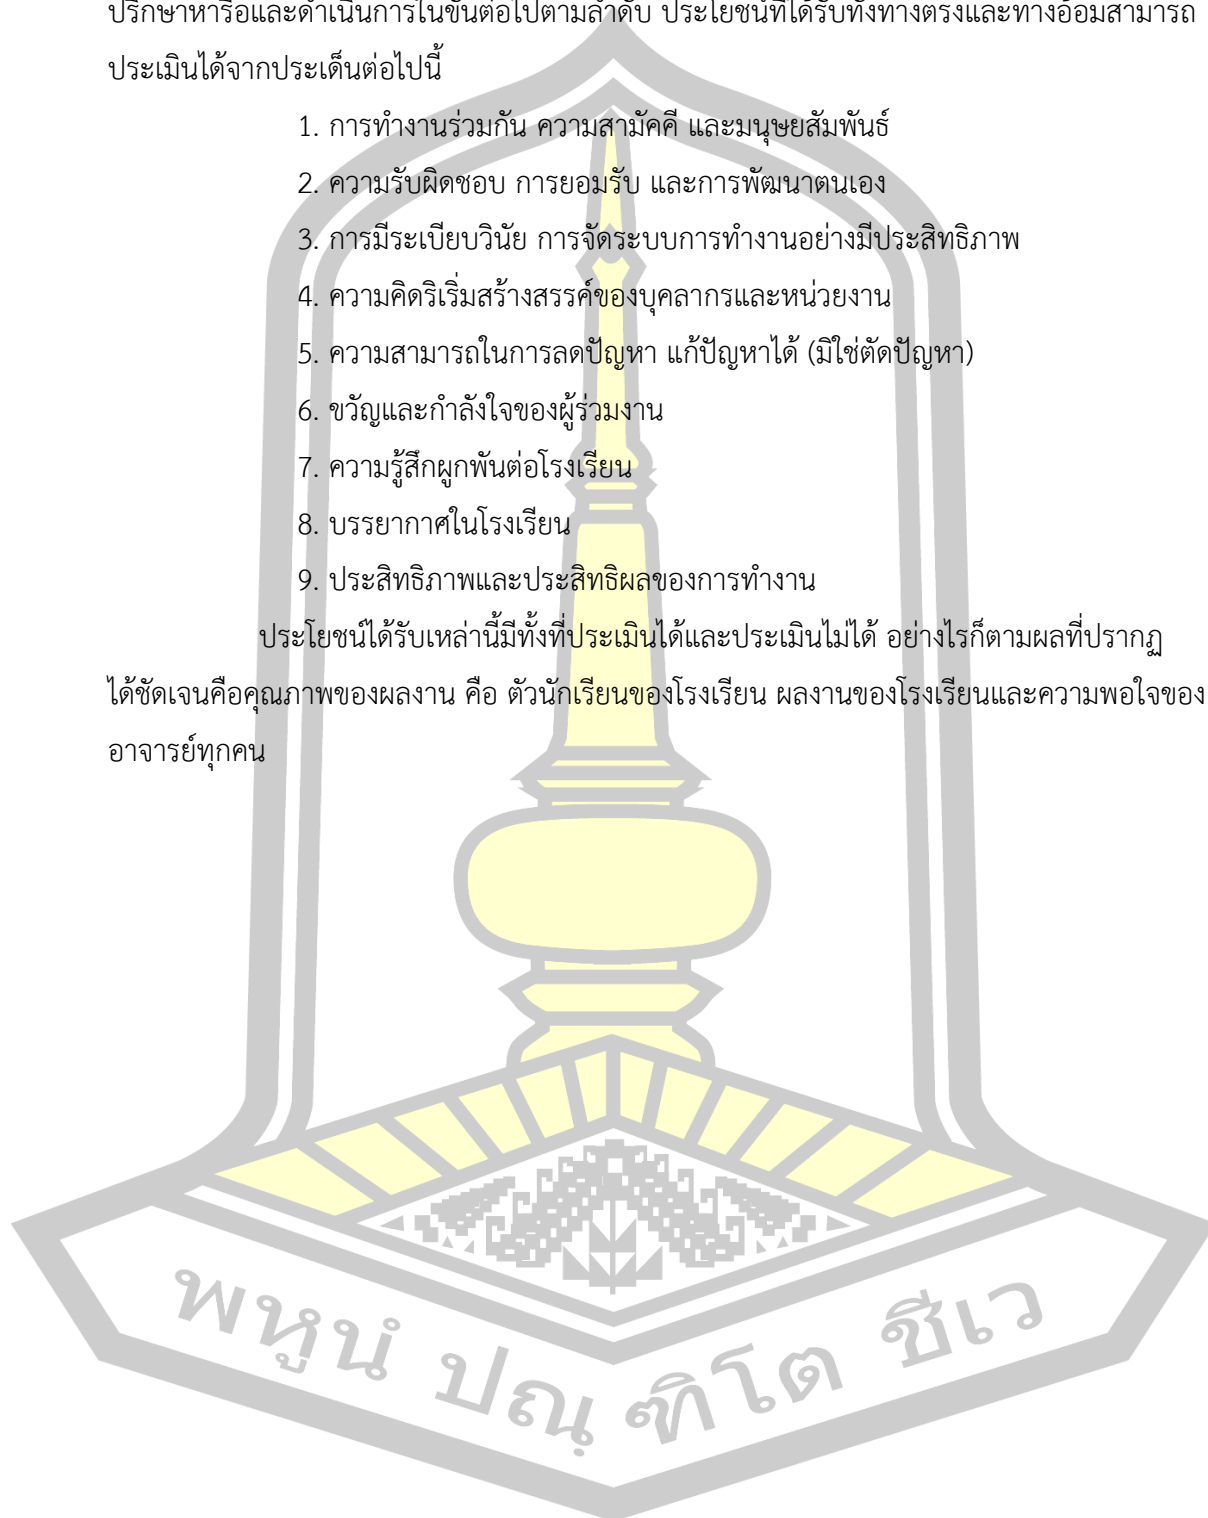 ปรึกษาหารือและดำเนินการในขั้นต่อไปตามลำดับ ประโยชน์ที่ได้รับทั้งทางตรงและทางอ้อมสามารถ
ประเมินได้จากประเด็นต่อไปนี้
1. การทำงานร่วมกัน ความสามัคคี และมนุษยสัมพันธ์
2. ความรับผิดชอบ การยอมรับ และการพัฒนาตนเอง
3. การมีระเบียบวินัย การจัดระบบการทำงานอย่างมีประสิทธิภาพ
4. ความคิดริเริ่มสร้างสรรค์ของบุคลากรและหน่วยงาน
5. ความสามารถในการลดปัญหา แก้ปัญหาได้ (มิใช่ตัดปัญหา)
6. ขวัญและกำลังใจของผู้ร่วมงาน
7. ความรู้สึกผูกพันต่อโรงเรียน
8. บรรยากาศในโรงเรียน
9. ประสิทธิภาพและประสิทธิผลของการทำงาน
ประโยชน์ได้รับเหล่านี้มีทั้งที่ประเมินได้และประเมินไม่ได้ อย่างไรก็ตามผลที่ปรากฏ
ได้ชัดเจนคือคุณภาพของผลงาน คือ ตัวนักเรียนของโรงเรียน ผลงานของโรงเรียนและความพอใจของ
อาจารย์ทุกคน
พหูนํ ปณฺฑิโต ชีเว